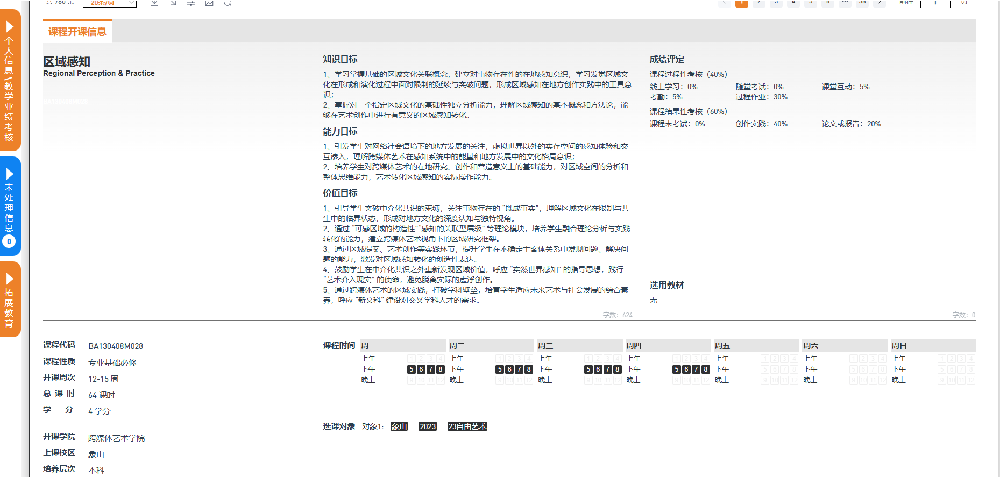 共 760 条
20条/页
1
2
3
4
5
6
···
38
前往
1
页
个人信息/教学业绩考核
未处理信息
0
拓展教育
课程开课信息
区域感知
Regional Perception & Practice
BA130408M028
知识目标
1、学习掌握基础的区域文化关联概念，建立对事物存在性的在地感知意识，学习发觉区域文
化在形成和演化过程中面对限制的延续与突破问题，形成区域感知在地方创作实践中的工具意
识；
2、掌握对一个指定区域文化的基础性独立分析能力，理解区域感知的基本概念和方法论，能
够在艺术创作中进行有意义的区域感知转化。
能力目标
1、引发学生对网络社会语境下的地方发展的关注，虚拟世界以外的实存空间的感知体验和交
互渗入，理解跨媒体艺术在感知系统中的能量和地方发展中的文化格局意识；
2、培养学生对跨媒体艺术的在地研究、创作和营造意义上的基础能力，对区域空间的分析和
整体思维能力，艺术转化区域感知的实际操作能力。
价值目标
1、引导学生突破中介化共识的束缚，关注事物存在的 “既成事实”，理解区域文化在限制与共
生中的临界状态，形成对地方文化的深度认知与独特视角。
2、通过 “可感区域的构造性”“感知的关联型层级” 等理论模块，培养学生融合理论分析与实践
转化的能力，建立跨媒体艺术视角下的区域研究框架。
3、通过区域提案、艺术创作等实践环节，提升学生在不确定主客体关系中发现问题、解决问
题的能力，激发对区域感知转化的创造性表达。
4、鼓励学生在中介化共识之外重新发现区域价值，呼应 “实然世界感知” 的指导思想，践行
“艺术介入现实” 的使命，避免脱离实际的虚浮创作。
5、通过跨媒体艺术的区域实践，打破学科壁垒，培育学生适应未来艺术与社会发展的综合素
养，呼应 “新文科” 建设对交叉学科人才的需求。
字数：624
成绩评定
课程过程性考核（40%）
线上学习：0% 随堂考试：0% 课堂互动：5%
考勤：5% 过程作业：30%
课程结果性考核（60%）
课程末考试：0% 创作实践：40% 论文或报告：20%
选用教材
无
字数：0
课程代码 BA130408M028
课程性质 专业基础必修
开课周次 12-15 周
总 课 时 64 课时
学 分 4 学分
开课学院 跨媒体艺术学院
上课校区 象山
培养层次 本科
课程时间 周一 周二 周三 周四 周五 周六 周日
上午 1 2 3 4 上午 1 2 3 4 上午 1 2 3 4 上午 1 2 3 4 上午 1 2 3 4 上午 1 2 3 4 上午 1 2 3 4
下午 5 6 7 8 下午 5 6 7 8 下午 5 6 7 8 下午 5 6 7 8 下午 5 6 7 8 下午 5 6 7 8 下午 5 6 7 8
晚上 9 10 11 12 晚上 9 10 11 12 晚上 9 10 11 12 晚上 9 10 11 12 晚上 9 10 11 12 晚上 9 10 11 12 晚上 9 10 11 12
选课对象 对象1： 象山 2023 23自由艺术